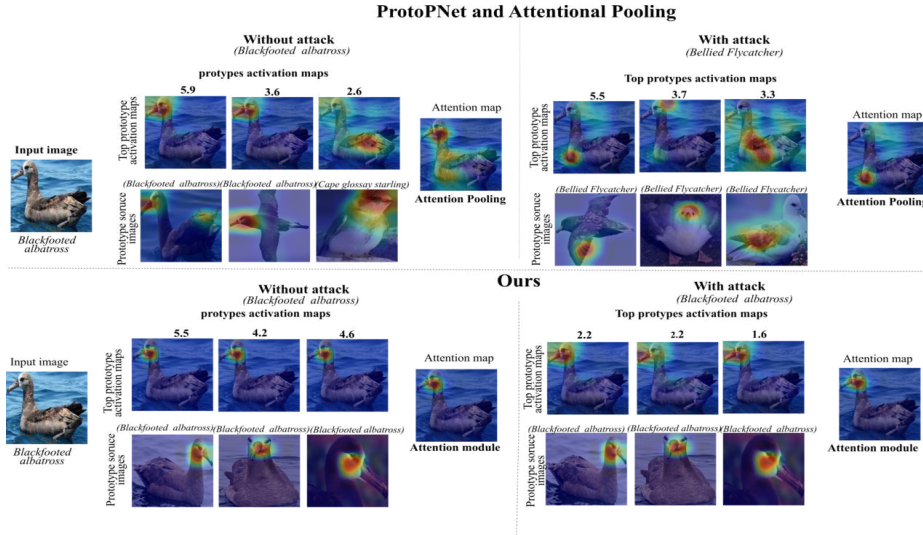 ProtoPNet and Attentional Pooling
Without attack
(Blackfooted albatross)
protypes activation maps
5.9 3.6 2.6
Top prototype
activation maps
Input image
Blackfooted
albatross
Attention map
Attention Pooling
(Blackfooted albatross) (Blackfooted albatross) (Cape glossay starling)
Prototype soruce
images
With attack
(Bellied Flycatcher)
Top protypes activation maps
5.5 3.7 3.3
Top prototype
activation maps
Attention map
Attention Pooling
(Bellied Flycatcher) (Bellied Flycatcher) (Bellied Flycatcher)
Prototype soruce
images
Ours
Without attack
(Blackfooted albatross)
protypes activation maps
5.5 4.2 4.6
Top prototype
activation maps
Input image
Blackfooted
albatross
Attention map
Attention module
(Blackfooted albatross) (Blackfooted albatross) (Blackfooted albatross)
Prototype soruce
images
With attack
(Blackfooted albatross)
Top protypes activation maps
2.2 2.2 1.6
Top prototype
activation maps
Attention map
Attention module
(Blackfooted albatross) (Blackfooted albatross) (Blackfooted albatross)
Prototype soruce
images